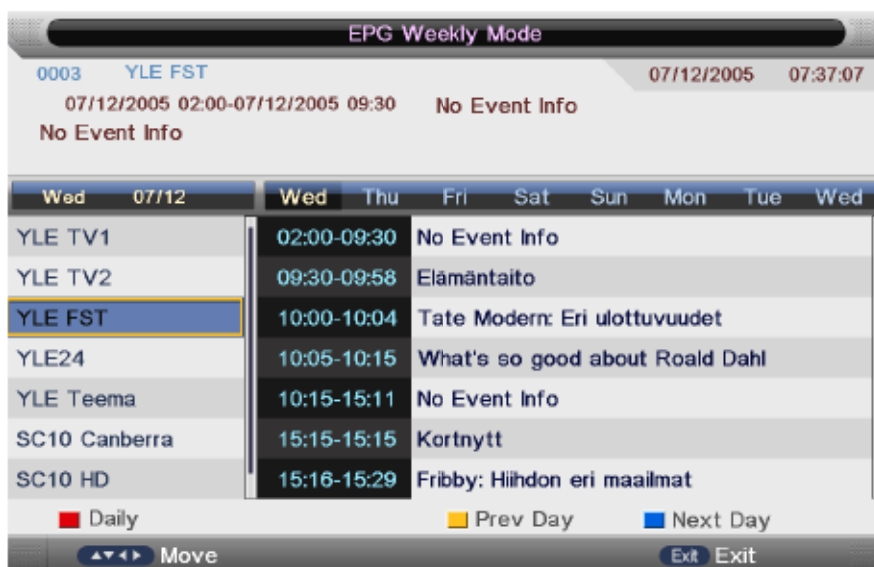 EPG Weekly Mode
0003 YLE FST 07/12/2005 07:37:07
07/12/2005 02:00-07/12/2005 09:30 No Event Info
No Event Info
Wed 07/12 Wed Thu Fri Sat Sun Mon Tue Wed
YLE TV1 02:00-09:30 No Event Info
YLE TV2 09:30-09:58 Elämäntaito
YLE FST 10:00-10:04 Tate Modern: Eri ulottuvuudet
YLE24 10:05-10:15 What's so good about Roald Dahl
YLE Teema 10:15-15:11 No Event Info
SC10 Canberra 15:15-15:15 Kortnytt
SC10 HD 15:16-15:29 Fribby: Hiihdon eri maailmat
Daily Prev Day Next Day
Move Exit Exit